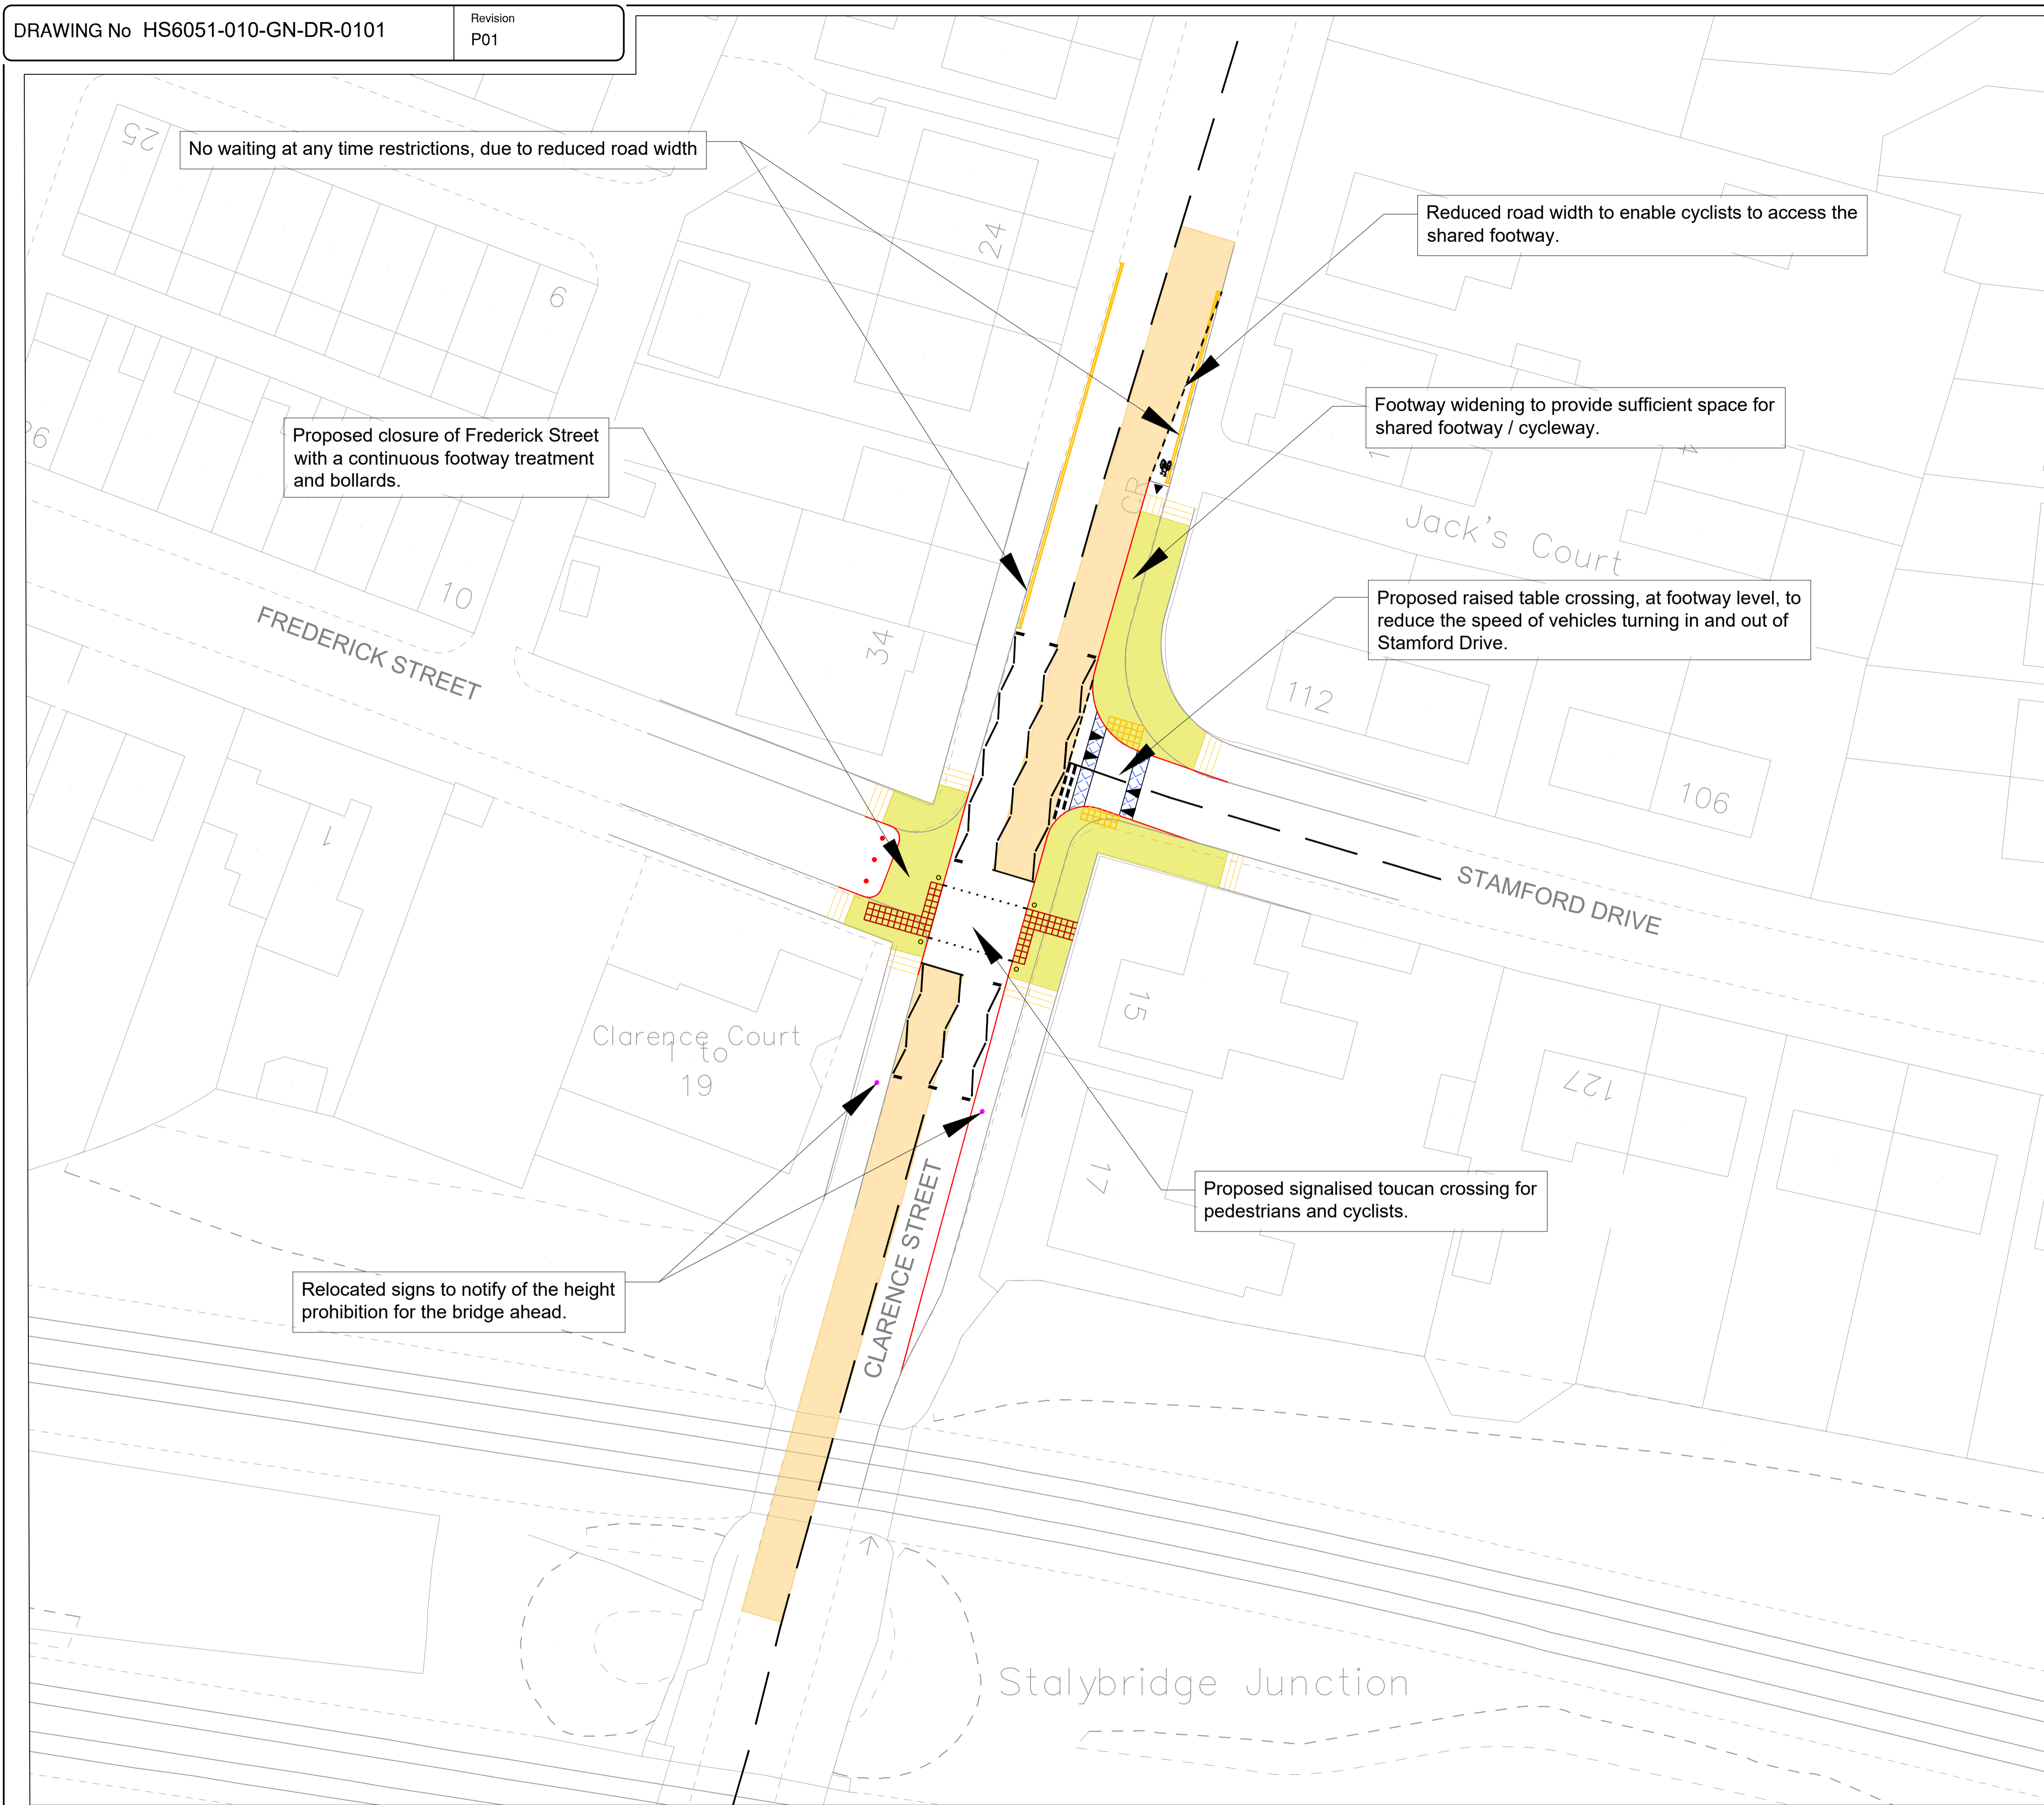 DRAWING No HS6051-010-GN-DR-0101
Revision
P01
25
No waiting at any time restrictions, due to reduced road width
Reduced road width to enable cyclists to access the
shared footway.
24
6
Footway widening to provide sufficient space for
shared footway / cycleway.
Proposed closure of Frederick Street
with a continuous footway treatment
and bollards.
26
1
4
CR
Jack's Court
10
Proposed raised table crossing, at footway level, to
reduce the speed of vehicles turning in and out of
Stamford Drive.
FREDERICK STREET
34
112
106
1
STAMFORD DRIVE
15
Clarence Court
1 to
19
127
17
Proposed signalised toucan crossing for
pedestrians and cyclists.
Relocated signs to notify of the height
prohibition for the bridge ahead.
CLARENCE STREET
Stalybridge Junction